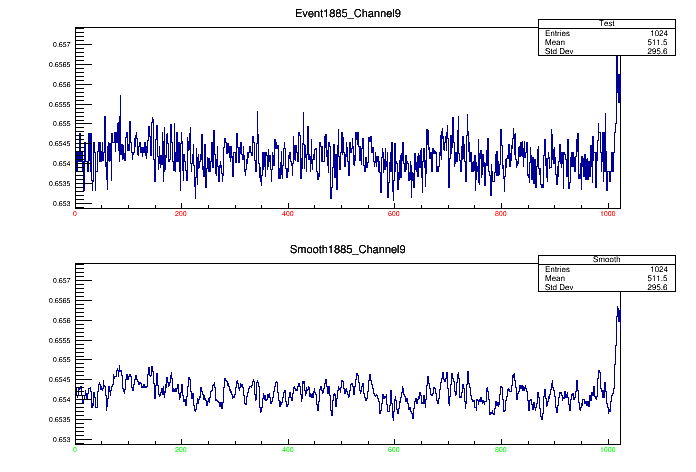 Event1885_Channel9
Test
Entries 1024
Mean 511.5
Std Dev 295.6
0.657
0.6565
0.656
0.6555
0.655
0.6545
0.654
0.6535
0.653
0 200 400 600 800 1000
Smooth1885_Channel9
Smooth
Entries 1024
Mean 511.5
Std Dev 295.6
0.657
0.6565
0.656
0.6555
0.655
0.6545
0.654
0.6535
0.653
0 200 400 600 800 1000